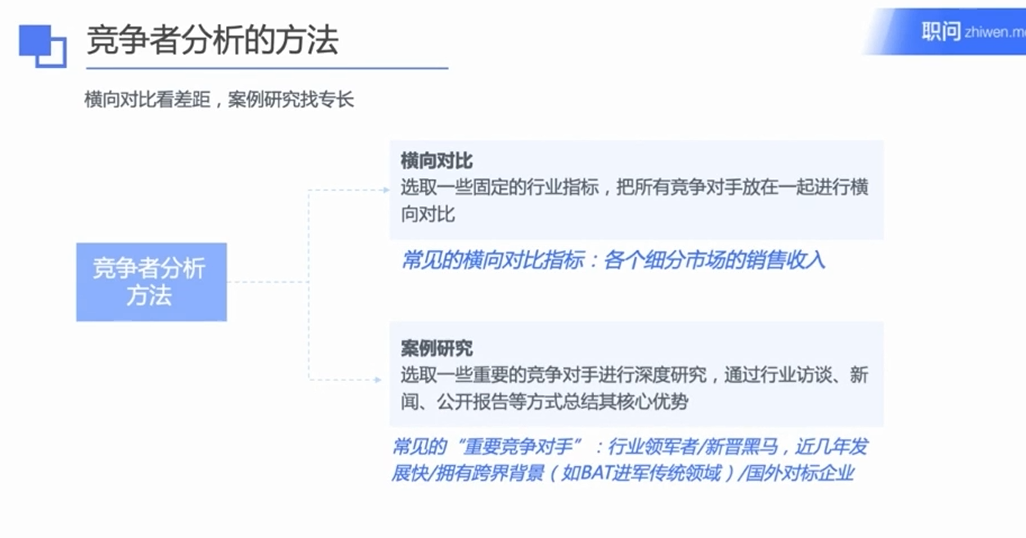 竞争者分析的方法
职问 zhiwen.me
横向对比看差距，案例研究找专长
横向对比
选取一些固定的行业指标，把所有竞争对手放在一起进行横
向对比
常见的横向对比指标：各个细分市场的销售收入
竞争者分析
方法
案例研究
选取一些重要的竞争对手进行深度研究，通过行业访谈、新
闻、公开报告等方式总结其核心优势
常见的“重要竞争对手”：行业领军者/新晋黑马，近几年发
展快/拥有跨界背景（如BAT进军传统领域）/国外对标企业